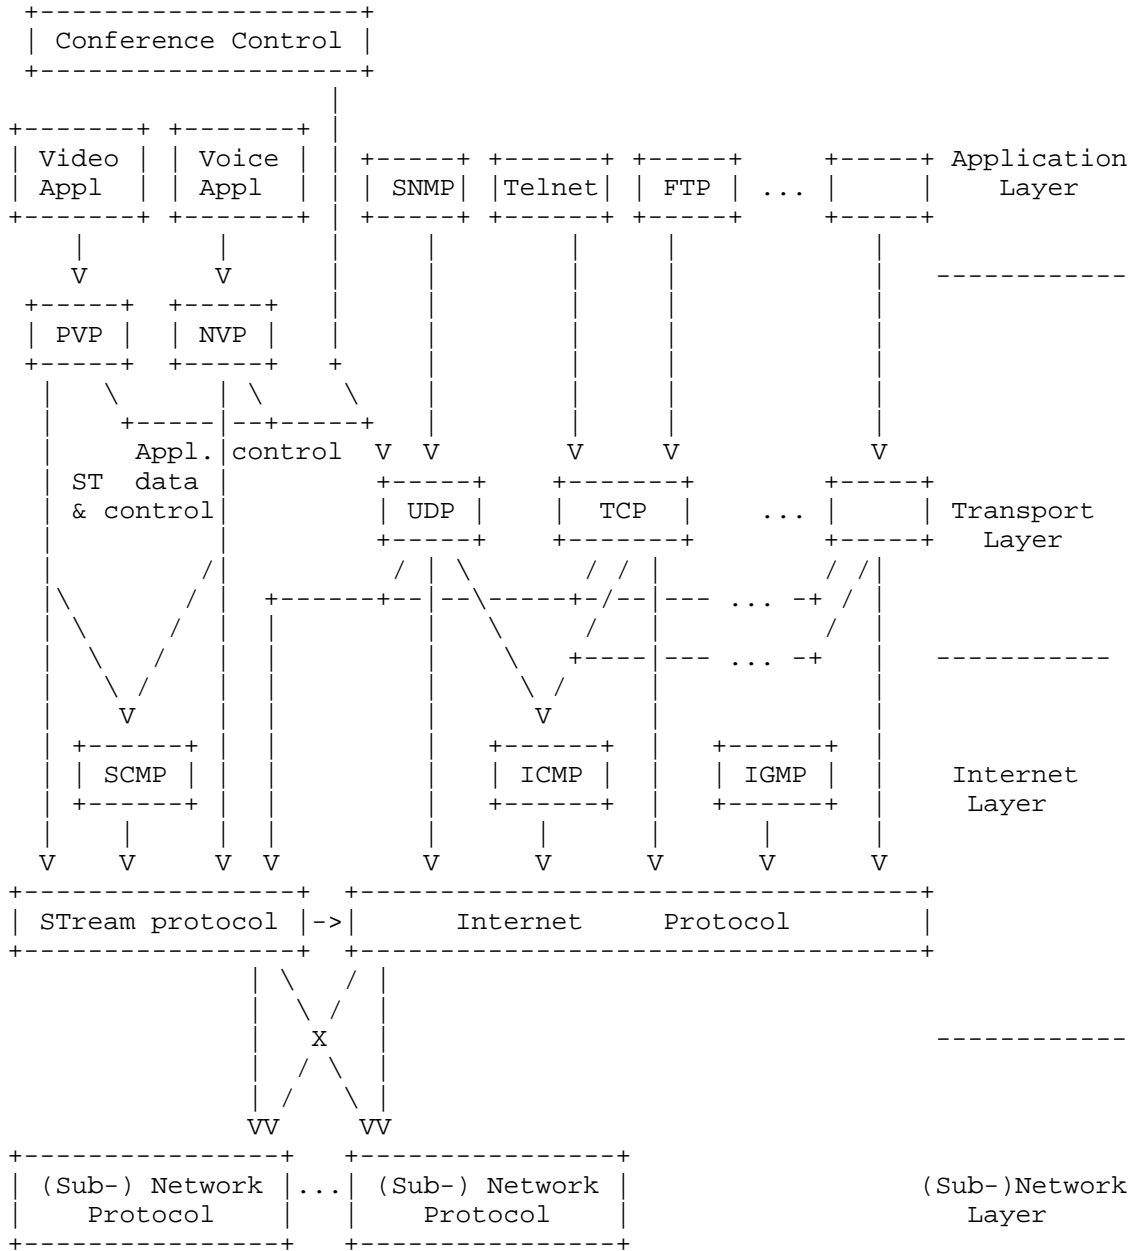 Conference Control
Video Voice Application
Appl Appl SNMP Telnet FTP ... Layer
V V
PVP NVP
Appl. control V V V V V
ST data
& control UDP TCP ... Transport
Layer
...
...
V V
SCMP ICMP IGMP Internet
Layer
V V V V V V V V V
STream protocol -> Internet Protocol
X
VV VV
(Sub-) Network ... (Sub-) Network (Sub-)Network
Protocol Protocol Layer